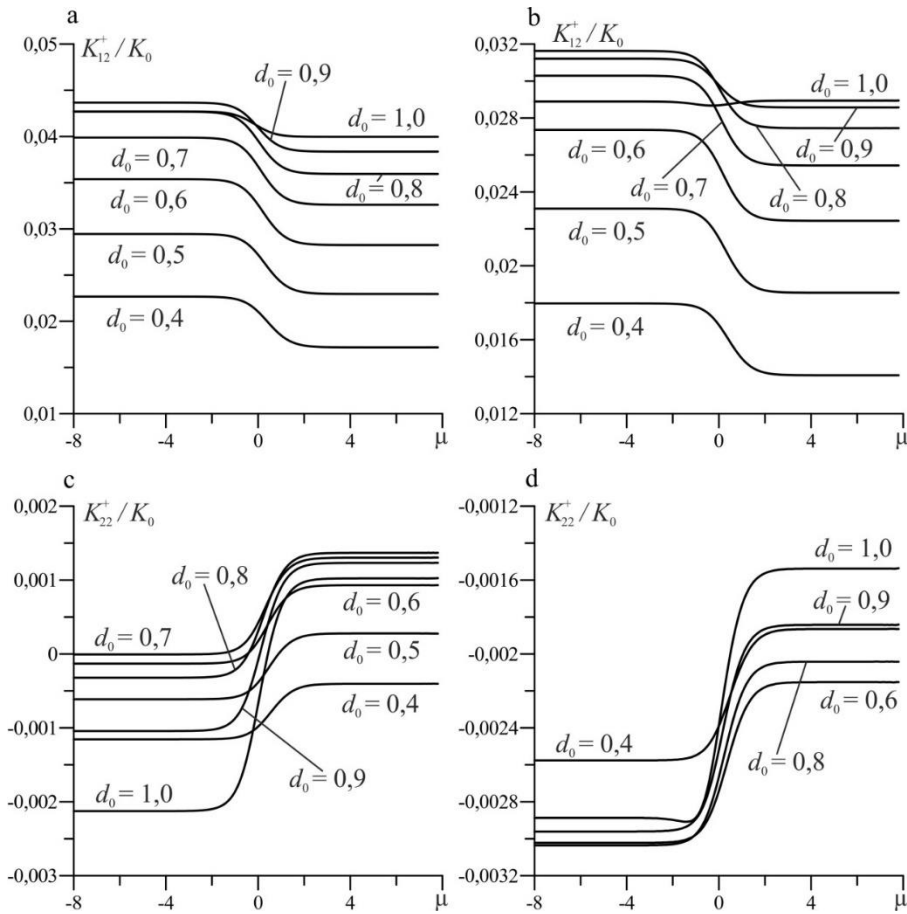 a
K⁺₁₂/K₀
0,05
0,04
0,03
0,02
0,01
d₀= 0,9
d₀= 1,0
d₀= 0,8
d₀= 0,7
d₀= 0,6
d₀= 0,5
d₀= 0,4
-8
-4
0
4
μ
b
K⁺₁₂/K₀
0,032
0,028
0,024
0,02
0,016
0,012
d₀= 1,0
d₀= 0,9
d₀= 0,6
d₀= 0,7
d₀= 0,8
d₀= 0,5
d₀= 0,4
-8
-4
0
4
μ
c
K⁺₂₂/K₀
0,002
0,001
0
-0,001
-0,002
-0,003
d₀= 0,8
d₀= 0,7
d₀= 0,6
d₀= 0,5
d₀= 0,4
d₀= 0,9
d₀= 1,0
-8
-4
0
4
μ
d
K⁺₂₂/K₀
-0,0012
-0,0016
-0,002
-0,0024
-0,0028
-0,0032
d₀= 1,0
d₀= 0,9
d₀= 0,6
d₀= 0,4
d₀= 0,8
-8
-4
0
4
μ